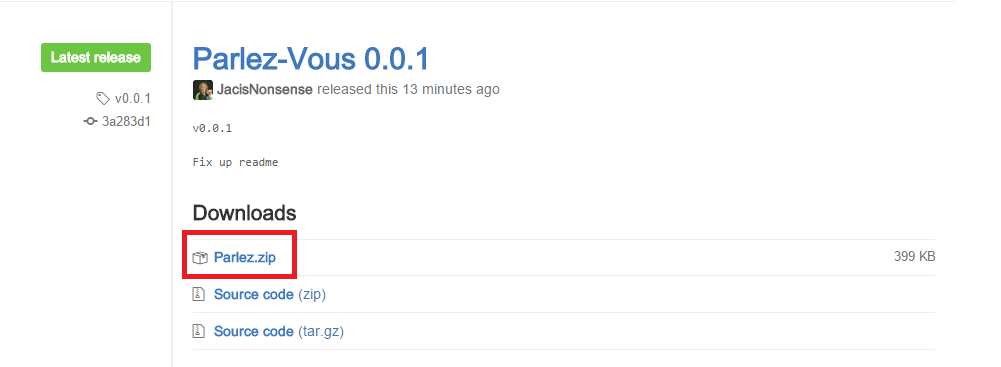 Latest release
v0.0.1
3a283d1
Parlez-Vous 0.0.1
JacisNonsense released this 13 minutes ago
v0.0.1
Fix up readme
Downloads
Parlez.zip 399 KB
Source code (zip)
Source code (tar.gz)